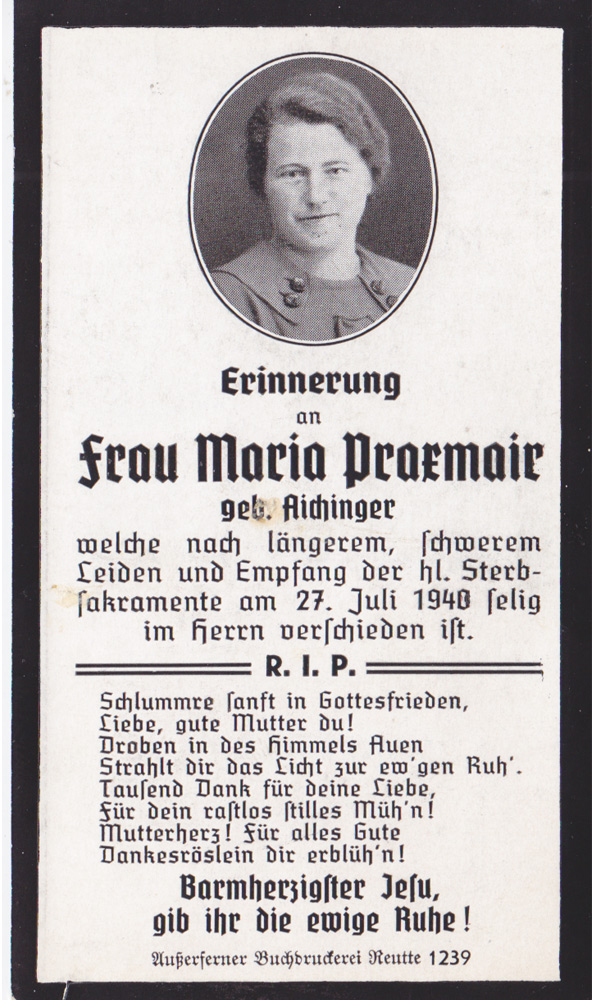 Erinnerung
an
Frau Maria Praxmair
geb. Aichinger
welche nach längerem, schwerem
Leiden und Empfang der hl. Sterb-
sakramente am 27. Juli 1940 selig
im Herrn verschieden ist.
R. I. P.
Schlummre sanft in Gottesfrieden,
Liebe, gute Mutter du!
Droben in des Himmels Auen
Strahlt dir das Licht zur ew'gen Ruh'.
Tausend Dank für deine Liebe,
Für dein rastlos stilles Müh'n!
Mutterherz! Für alles Gute
Dankesröslein dir erblüh'n!
Barmherzigster Jesu,
gib ihr die ewige Ruhe!
Außerferner Buchdruckerei Reutte 1239